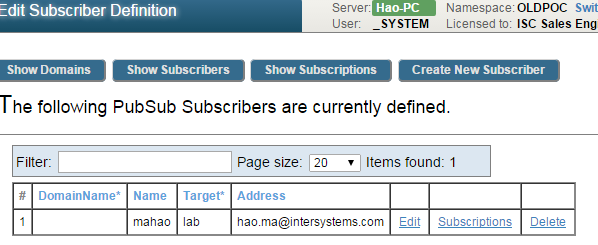 Edit Subscriber Definition
Server: Hao-PC Namespace: OLDPOC Swit
User: _SYSTEM Licensed to: ISC Sales Eng
Show Domains Show Subscribers Show Subscriptions Create New Subscriber
The following PubSub Subscribers are currently defined.
Filter: Page size: 20 Items found: 1
# DomainName* Name Target* Address
1 mahao lab hao.ma@intersystems.com Edit Subscriptions Delete